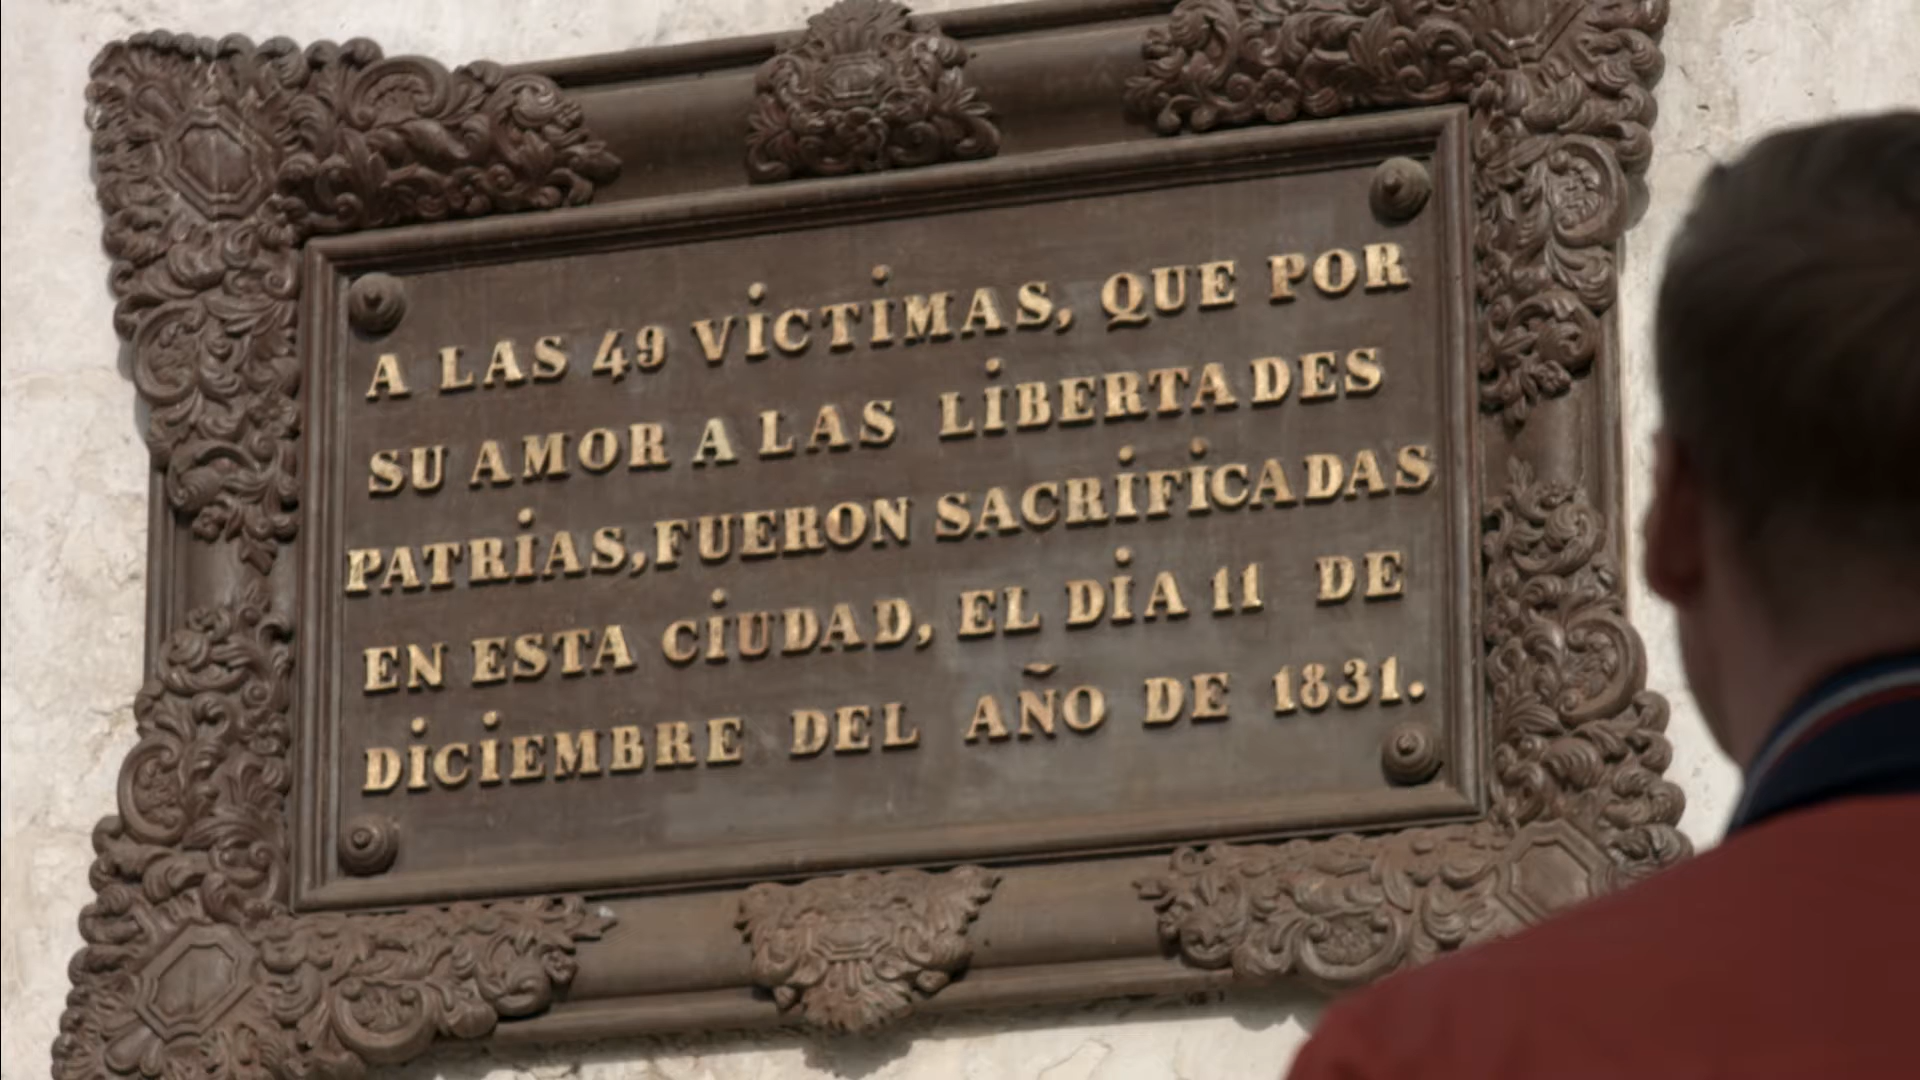 A LAS 49 VÍCTIMAS, QUE POR
SU AMOR A LAS LIBERTADES
PATRÍAS, FUERON SACRIFICADAS
EN ESTA CIUDAD, EL DÍA 11 DE
DICIEMBRE DEL AÑO DE 1831.